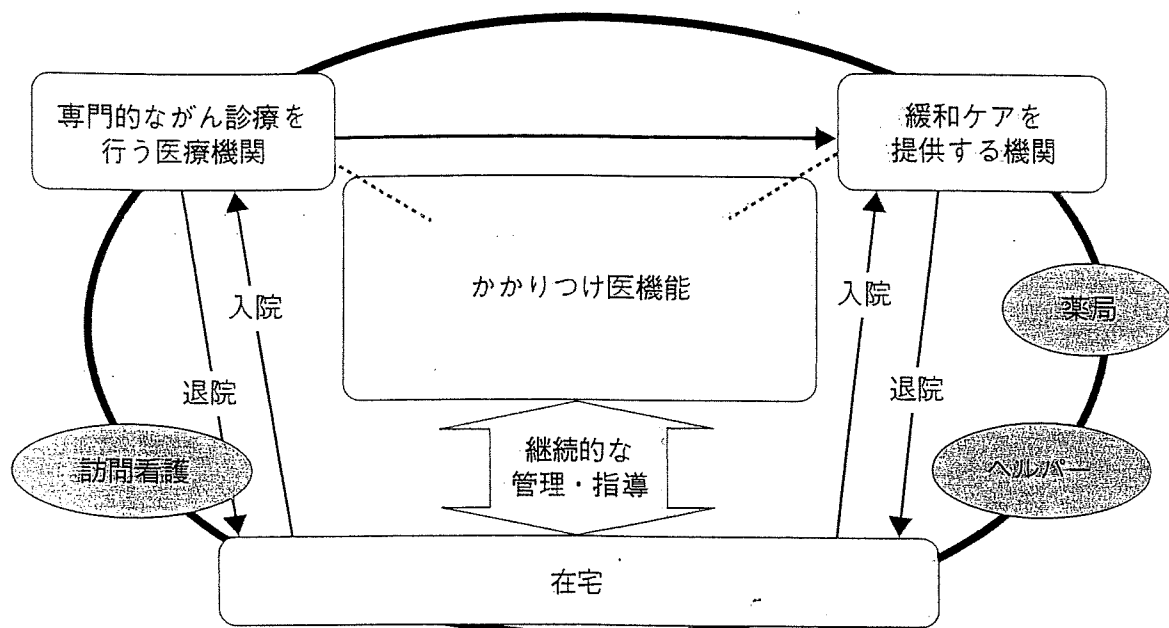 専門的ながん診療を
行う医療機関
緩和ケアを
提供する機関
かかりつけ医機能
入院
入院
薬局
退院
退院
訪問看護
継続的な
管理・指導
ヘルパー
在宅